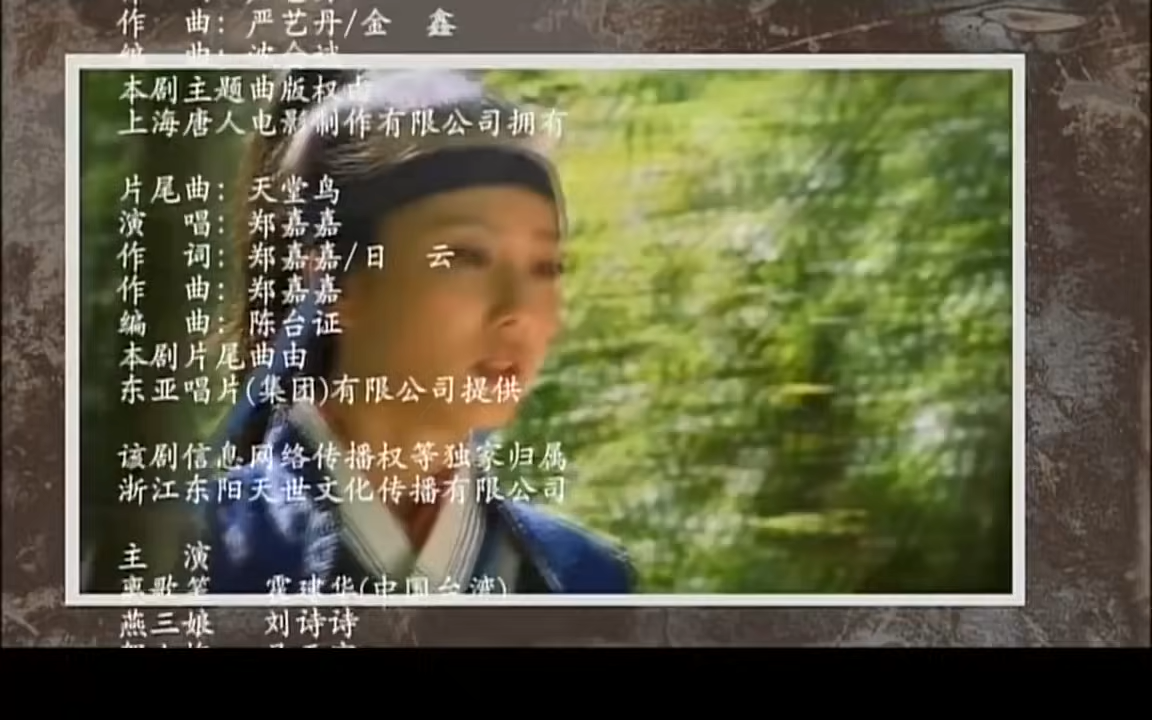 作 曲：严艺丹/金 鑫
编 曲：
本剧主题曲版权由
上海唐人电影制作有限公司拥有
片尾曲：天堂鸟
演 唱：郑嘉嘉
作 词：郑嘉嘉/日 云
作 曲：郑嘉嘉
编 曲：陈台证
本剧片尾曲由
东亚唱片(集团)有限公司提供
该剧信息网络传播权等独家归属
浙江东阳天世文化传播有限公司
主 演
离歌笑 霍建华(中国台湾)
燕三娘 刘诗诗